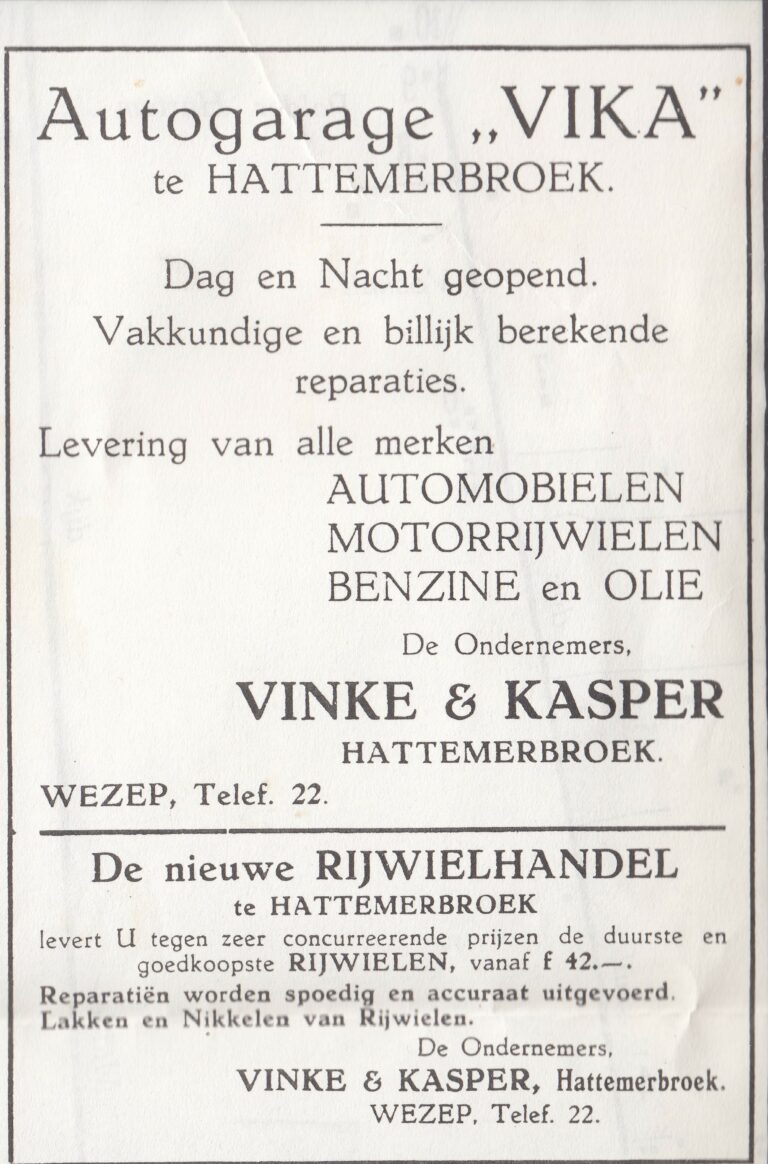 Autogarage „VIKA”
te HATTEMERBROEK.
Dag en Nacht geopend.
Vakkundige en billijk berekende
reparaties.
Levering van alle merken
AUTOMOBIELEN
MOTORRIJWIELEN
BENZINE en OLIE
De Ondernemers,
VINKE & KASPER
HATTEMERBROEK.
WEZEP, Telef. 22.
De nieuwe RIJWIELHANDEL
te HATTEMERBROEK
levert U tegen zeer concurreerende prijzen de duurste en
goedkoopste RIJWIELEN, vanaf f 42.—.
Reparatiën worden spoedig en accuraat uitgevoerd.
Lakken en Nikkelen van Rijwielen.
De Ondernemers,
VINKE & KASPER, Hattemerbroek.
WEZEP, Telef. 22.